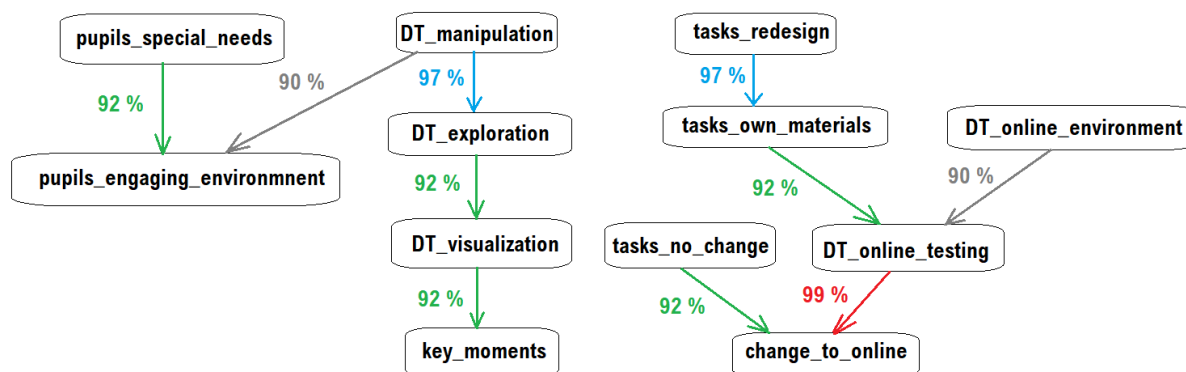 pupils_special_needs
DT_manipulation
tasks_redesign
92 %
90 %
97 %
97 %
DT_exploration
tasks_own_materials
DT_online_environment
pupils_engaging_environmnent
92 %
92 %
90 %
DT_visualization
tasks_no_change
DT_online_testing
92 %
92 %
99 %
key_moments
change_to_online